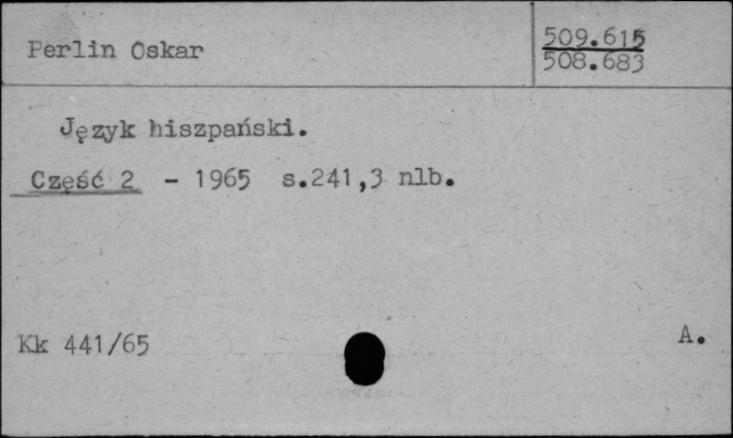 Perlin Oskar
509.615
508.683
Język hiszpański.
Część 2 - 1965 s.241,3 nlb.
Kk 441/65
A.